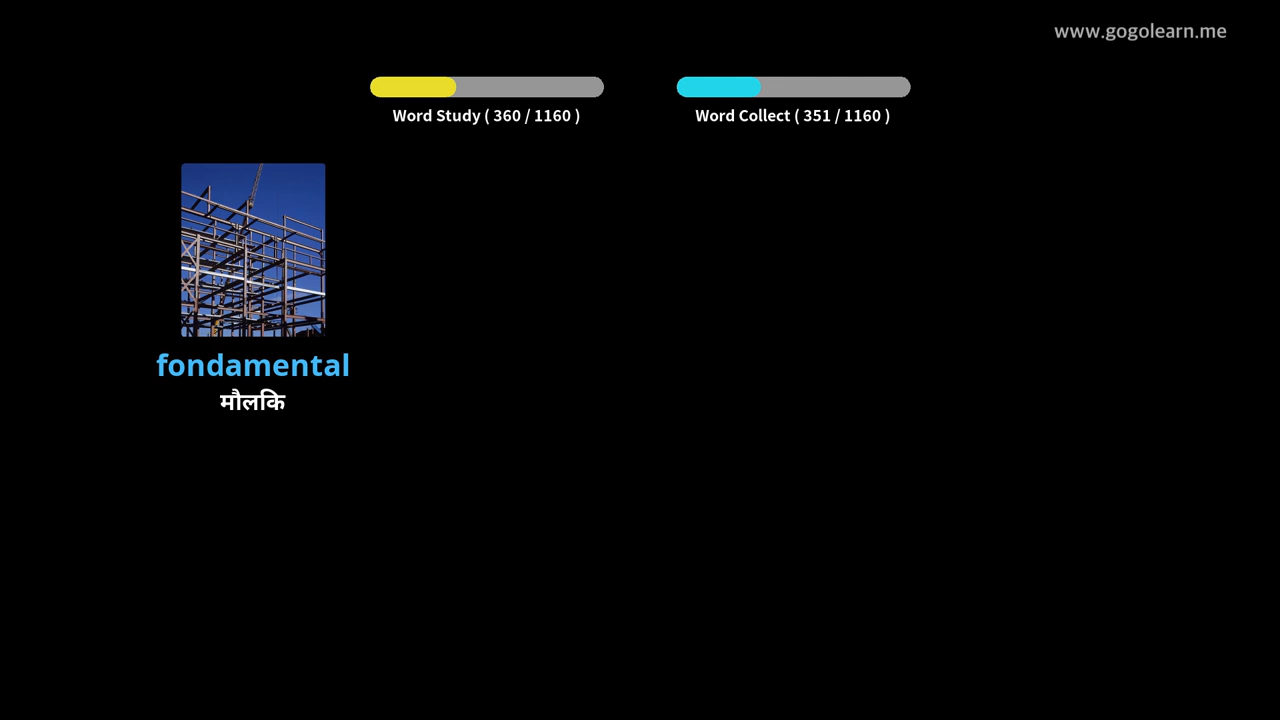 www.gogolearn.me
Word Study ( 360 / 1160 )
Word Collect ( 351 / 1160 )
fondamental
मौलकि